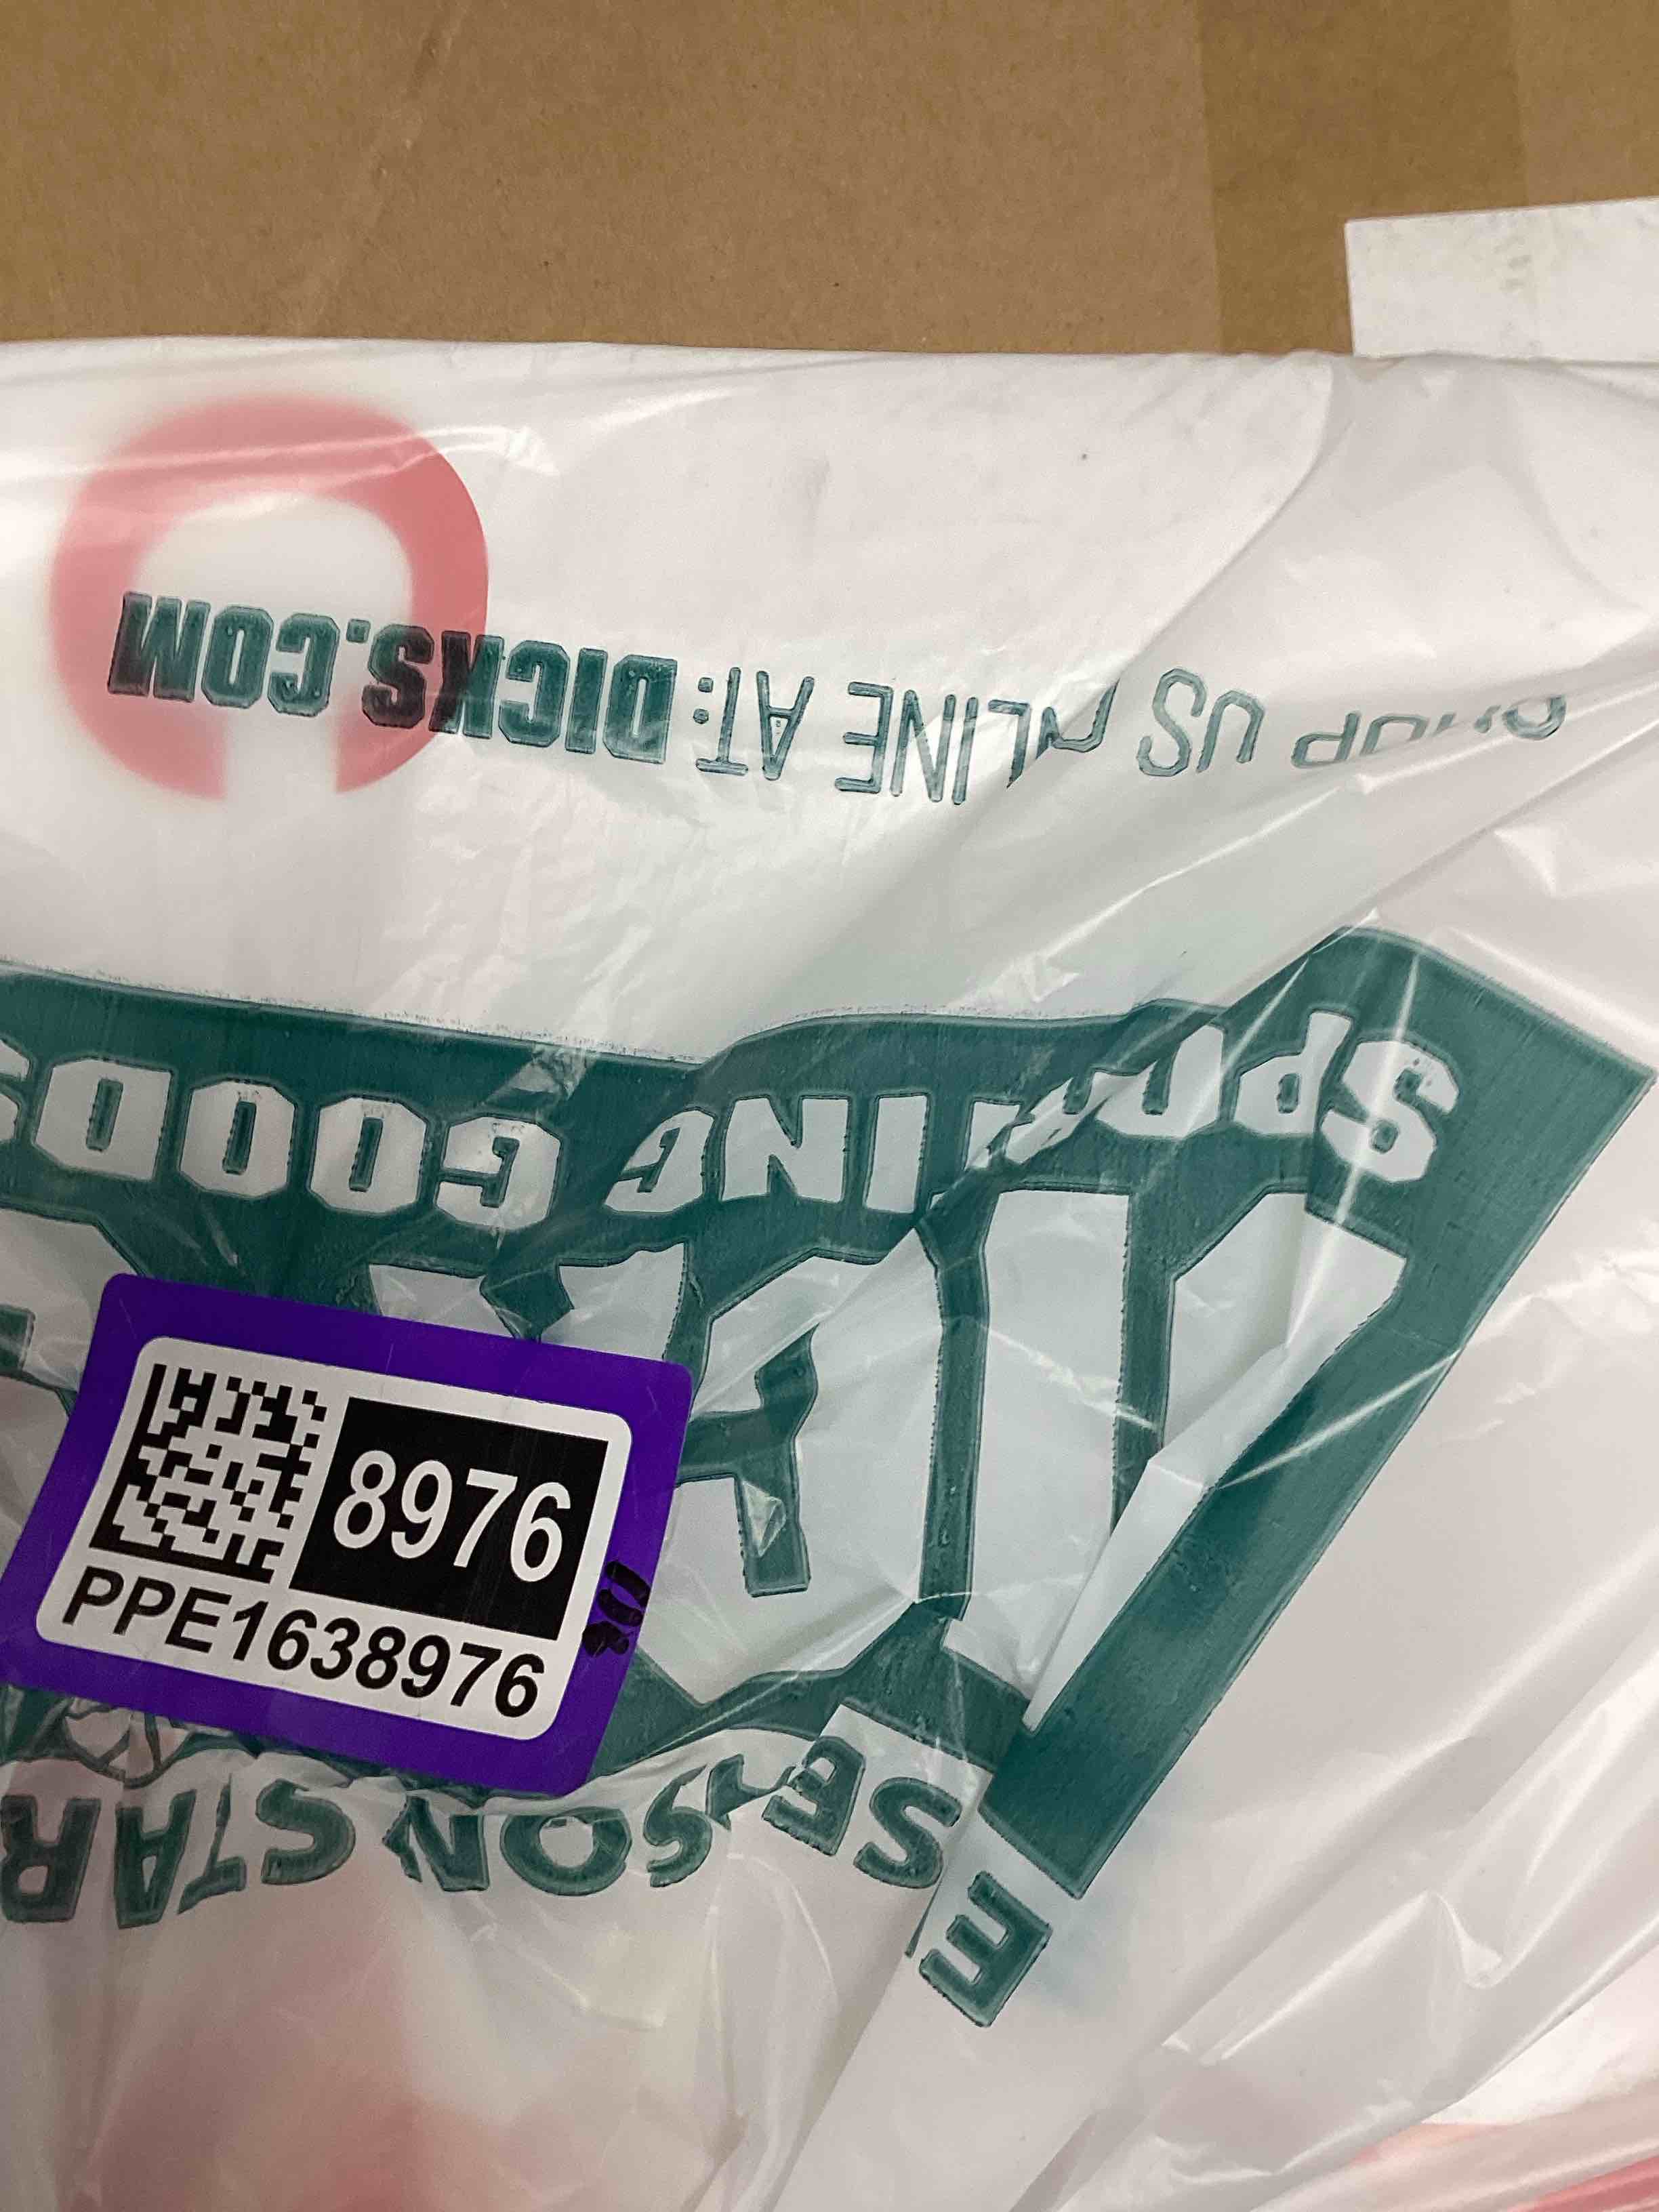 SHOP US ONLINE AT: DICKS.COM
SPORTING GOODS
8976
PPE1638976
SEASON STAR